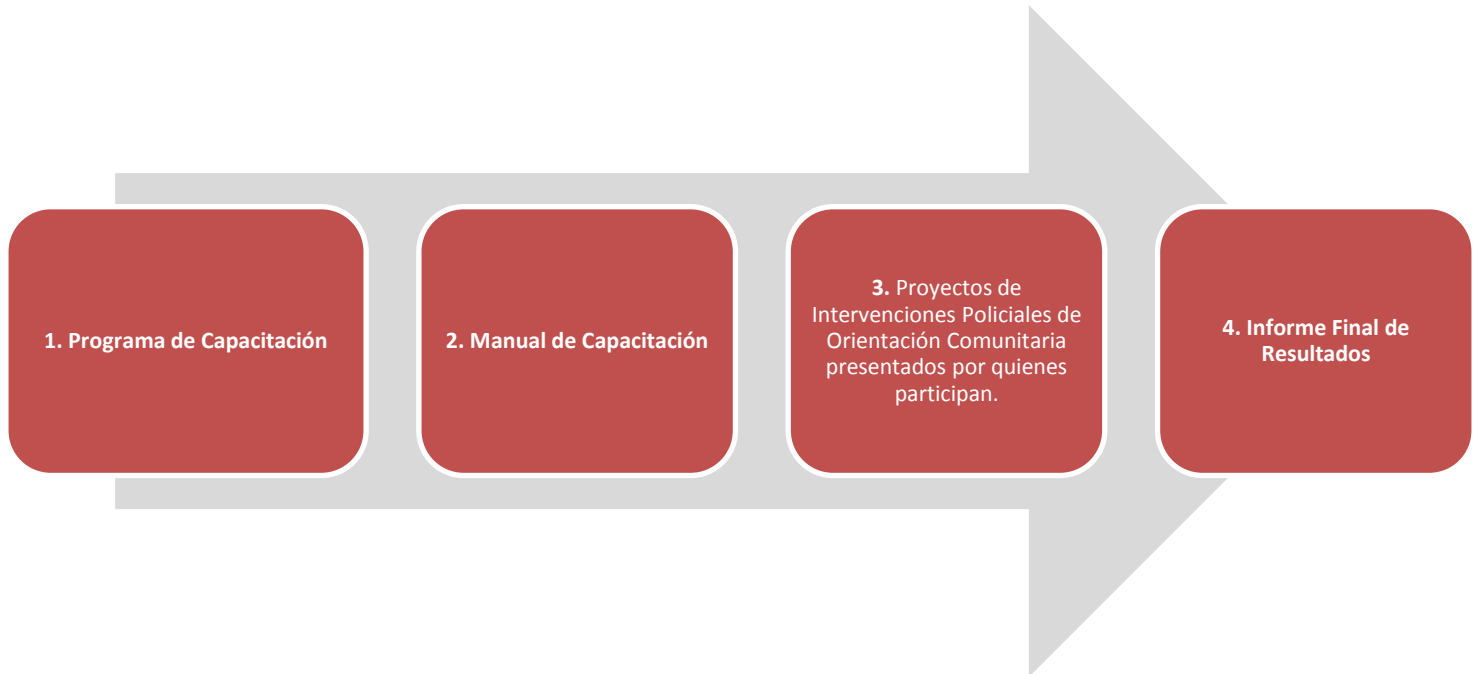 1. Programa de Capacitación
2. Manual de Capacitación
3. Proyectos de
Intervenciones Policiales de
Orientación Comunitaria
presentados por quienes
participan.
4. Informe Final de
Resultados